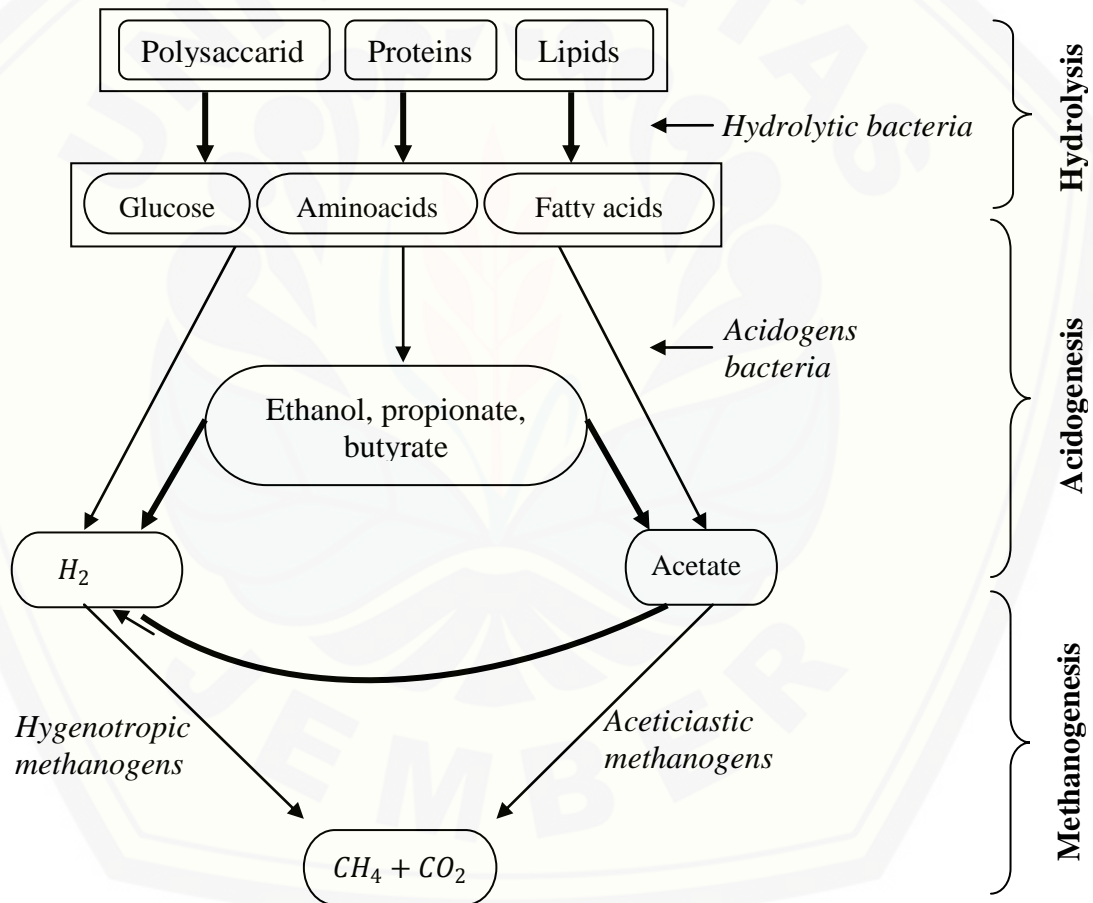 Polysaccarid
Proteins
Lipids
Hydrolytic bacteria
Hydrolysis
Glucose
Aminoacids
Fatty acids
Acidogens
bacteria
Acidogenesis
Ethanol, propionate,
butyrate
H₂
Acetate
Hygenotropic
methanogens
Aceticiastic
methanogens
Methanogenesis
CH₄ + CO₂
JEMBER